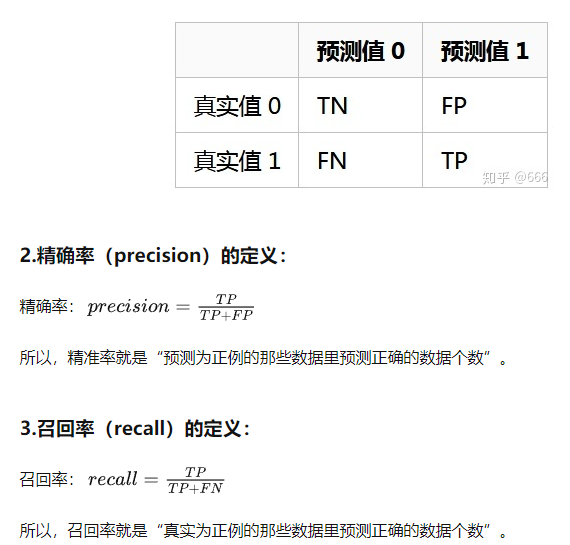 预测值 0 预测值 1
真实值 0 TN FP
真实值 1 FN TP
知乎 @666
2.精确率（precision）的定义：
精确率： precision = TP / TP+FP
所以，精准率就是“预测为正例的那些数据里预测正确的数据个数”。
3.召回率（recall）的定义：
召回率： recall = TP / TP+FN
所以，召回率就是“真实为正例的那些数据里预测正确的数据个数”。